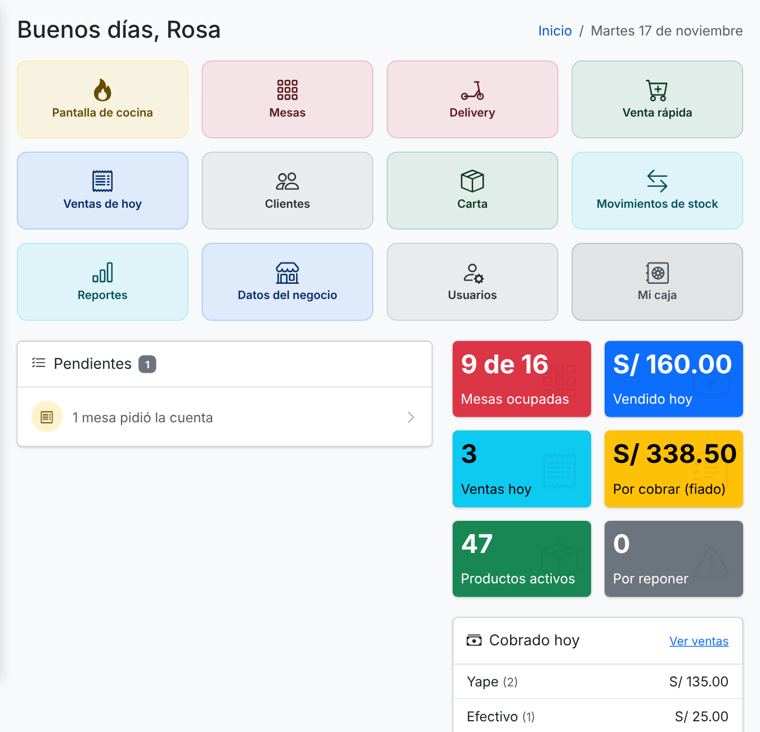 Buenos días, Rosa
Inicio / Martes 17 de noviembre
Pantalla de cocina
Mesas
Delivery
Venta rápida
Ventas de hoy
Clientes
Carta
Movimientos de stock
Reportes
Datos del negocio
Usuarios
Mi caja
Pendientes 1
1 mesa pidió la cuenta
9 de 16
Mesas ocupadas
S/ 160.00
Vendido hoy
3
Ventas hoy
S/ 338.50
Por cobrar (fiado)
47
Productos activos
0
Por reponer
Cobrado hoy Ver ventas
Yape (2) S/ 135.00
Efectivo (1) S/ 25.00